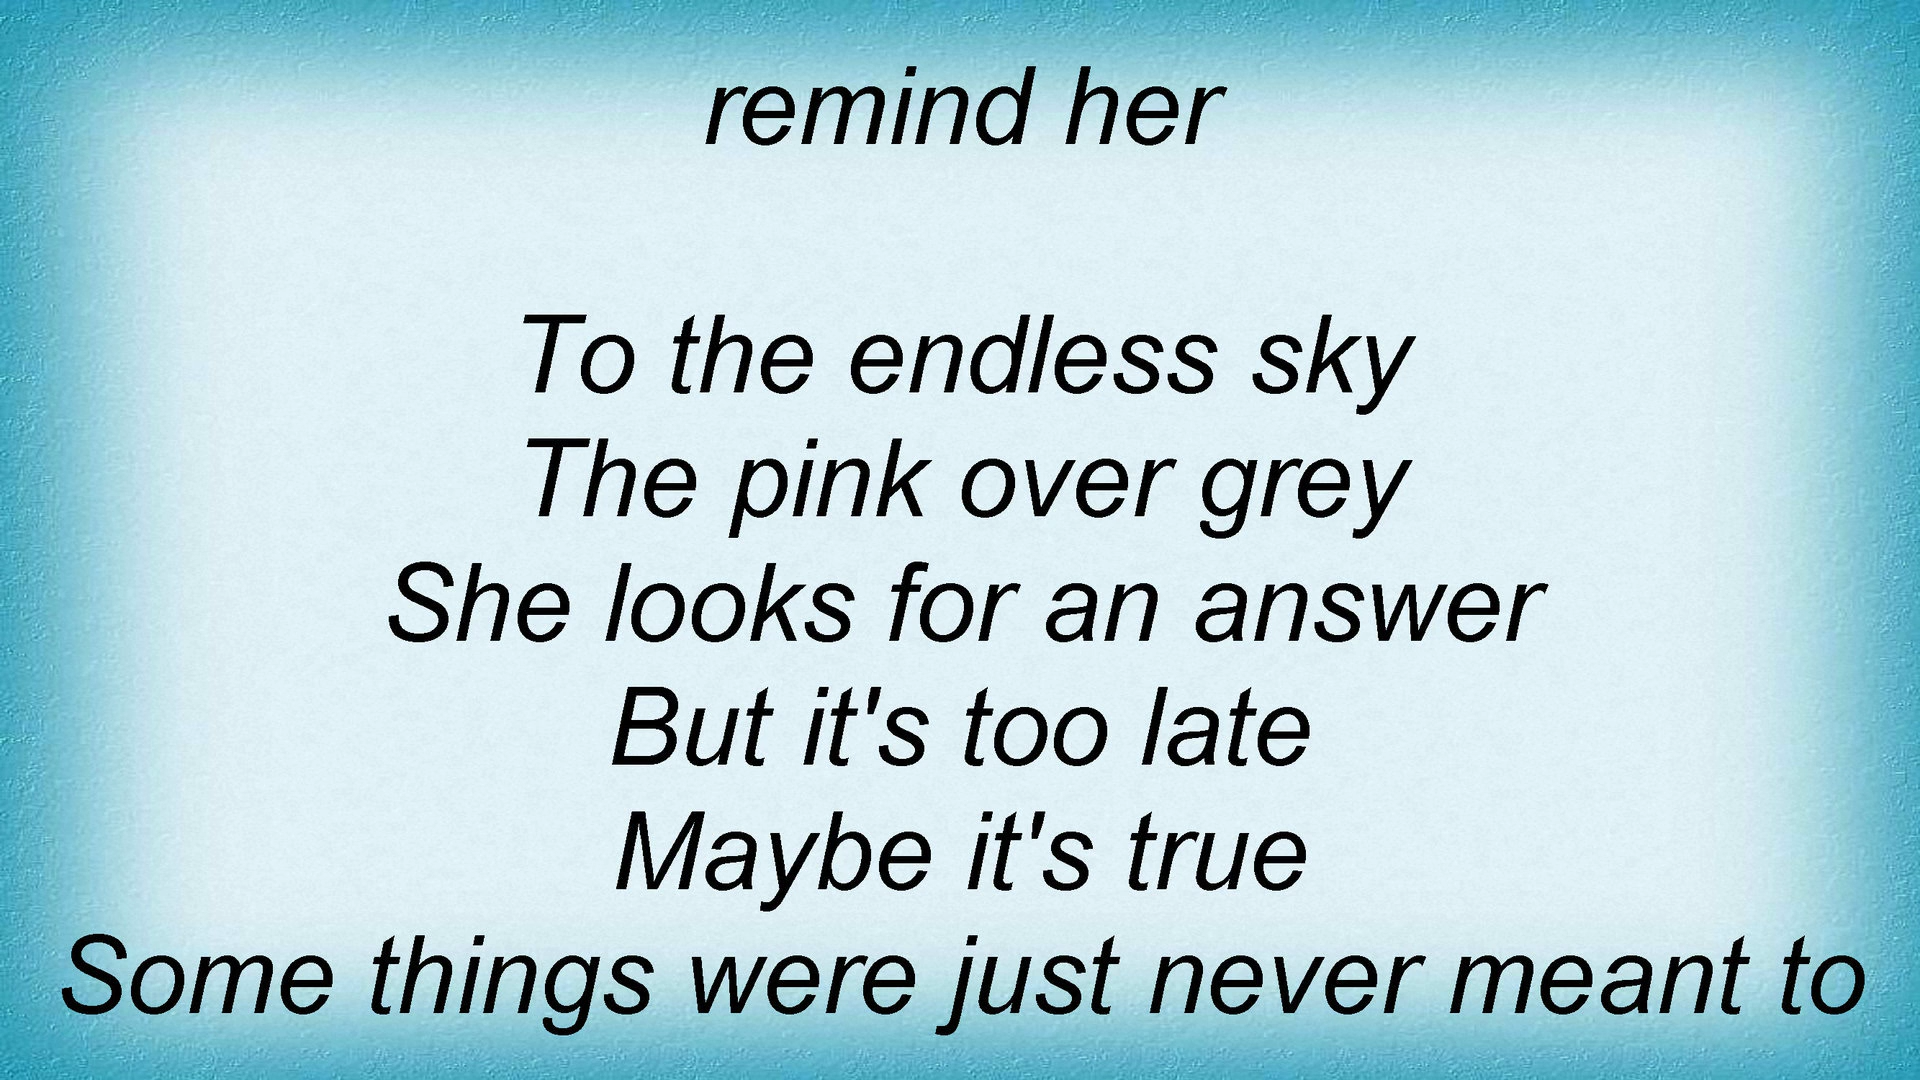 remind her
To the endless sky
The pink over grey
She looks for an answer
But it's too late
Maybe it's true
Some things were just never meant to